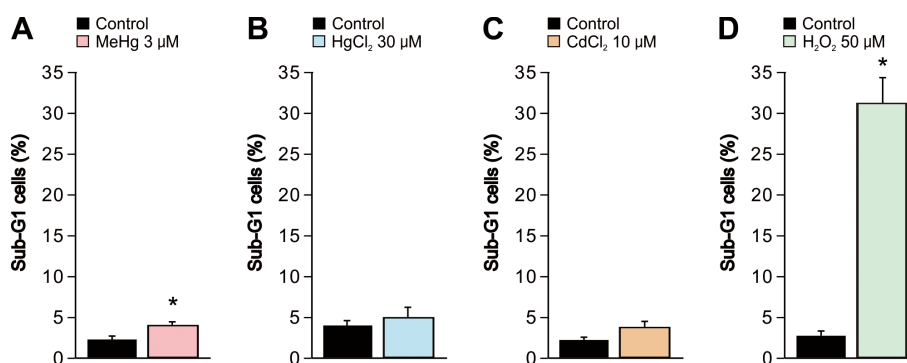 A
Control
MeHg 3 µM
Sub-G1 cells (%)
35
30
25
20
15
10
5
0
*
B
Control
HgCl₂ 30 µM
Sub-G1 cells (%)
35
30
25
20
15
10
5
0
C
Control
CdCl₂ 10 µM
Sub-G1 cells (%)
35
30
25
20
15
10
5
0
D
Control
H₂O₂ 50 µM
Sub-G1 cells (%)
35
30
25
20
15
10
5
0
*